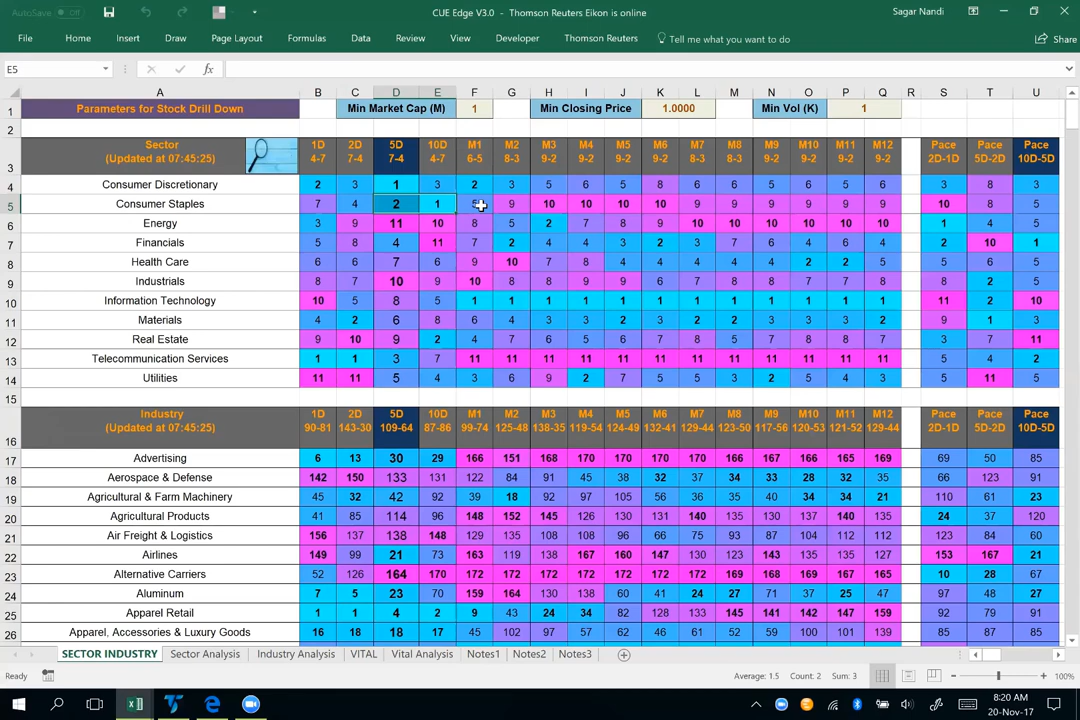 AutoSave Off CUE Edge V3.0 - Thomson Reuters Eikon is online Sagar Nandi
File Home Insert Draw Page Layout Formulas Data Review View Developer Thomson Reuters Tell me what you want to do Share
E5 fx
A B C D E F G H I J K L M N O P Q R S T U
1 Parameters for Stock Drill Down Min Market Cap (M) 1 Min Closing Price 1.0000 Min Vol (K) 1
2
Sector 1D 2D 5D 10D M1 M2 M3 M4 M5 M6 M7 M8 M9 M10 M11 M12 Pace Pace Pace
3 (Updated at 07:45:25) 4-7 7-4 7-4 4-7 6-5 8-3 9-2 9-2 9-2 9-2 8-3 8-3 9-2 9-2 9-2 9-2 2D-1D 5D-2D 10D-5D
4 Consumer Discretionary 2 3 1 3 2 3 5 6 5 8 6 6 5 6 5 6 3 8 3
5 Consumer Staples 7 4 2 1 5 9 10 10 10 10 9 9 9 9 9 9 10 8 5
6 Energy 3 9 11 10 8 5 2 7 8 9 10 10 10 10 10 10 1 4 5
7 Financials 5 8 4 11 7 2 4 4 3 2 3 7 6 4 6 4 2 10 1
8 Health Care 6 6 7 6 9 10 7 8 4 4 4 4 4 2 2 5 5 6 5
9 Industrials 8 7 10 9 10 8 8 9 9 6 7 8 8 8 7 7 8 2 5
10 Information Technology 10 5 8 5 1 1 1 1 1 1 1 1 1 1 1 1 11 2 10
11 Materials 4 2 6 8 6 4 3 3 2 3 2 2 3 3 3 2 9 1 3
12 Real Estate 9 10 9 2 4 7 6 5 6 7 8 5 7 8 8 7 3 7 11
13 Telecommunication Services 1 1 3 7 11 11 11 11 11 11 11 11 11 11 11 11 5 4 2
14 Utilities 11 11 5 4 3 6 9 2 7 5 5 3 2 5 4 3 5 11 5
15
Industry 1D 2D 5D 10D M1 M2 M3 M4 M5 M6 M7 M8 M9 M10 M11 M12 Pace Pace Pace
16 (Updated at 07:45:25) 90-81 143-30 109-64 87-86 99-74 125-48 138-35 119-54 124-49 132-41 129-44 123-50 117-56 120-53 121-52 129-44 2D-1D 5D-2D 10D-5D
17 Advertising 6 13 30 29 166 151 168 170 170 170 170 166 167 166 165 169 69 50 85
18 Aerospace & Defense 142 150 133 131 122 84 91 45 38 32 37 34 33 28 32 35 66 123 91
19 Agricultural & Farm Machinery 45 32 42 92 39 18 92 97 105 56 36 35 40 34 34 21 110 61 23
20 Agricultural Products 41 85 114 96 148 152 145 126 130 131 140 135 130 137 140 135 24 37 120
21 Air Freight & Logistics 156 137 138 148 129 135 108 108 96 66 75 93 87 104 112 112 123 84 60
22 Airlines 149 99 21 73 163 119 138 167 160 147 130 123 143 135 135 127 153 167 21
23 Alternative Carriers 52 126 164 170 172 172 172 172 172 172 172 169 168 169 167 165 10 28 67
24 Aluminum 7 5 23 70 159 164 130 138 60 41 24 27 41 37 25 47 97 48 27
25 Apparel Retail 1 1 4 2 9 43 24 34 82 128 133 145 141 142 147 159 92 79 91
26 Apparel, Accessories & Luxury Goods 16 18 18 17 45 102 97 57 62 46 61 52 99 100 116 139 85 87 85
SECTOR INDUSTRY Sector Analysis Industry Analysis VITAL Vital Analysis Notes1 Notes2 Notes3
Ready Average: 1.5 Count: 2 Sum: 3 100%
8:20 AM
20-Nov-17